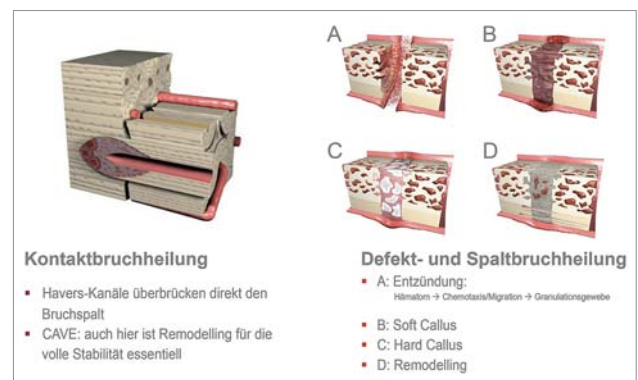 A
B
C
D
Kontaktbruchheilung
Havers-Kanäle überbrücken direkt den
Bruchspalt
CAVE: auch hier ist Remodelling für die
volle Stabilität essentiell
Defekt- und Spaltbruchheilung
A: Entzündung:
Hämatom → Chemotaxis/Migration → Granulationsgewebe
B: Soft Callus
C: Hard Callus
D: Remodelling